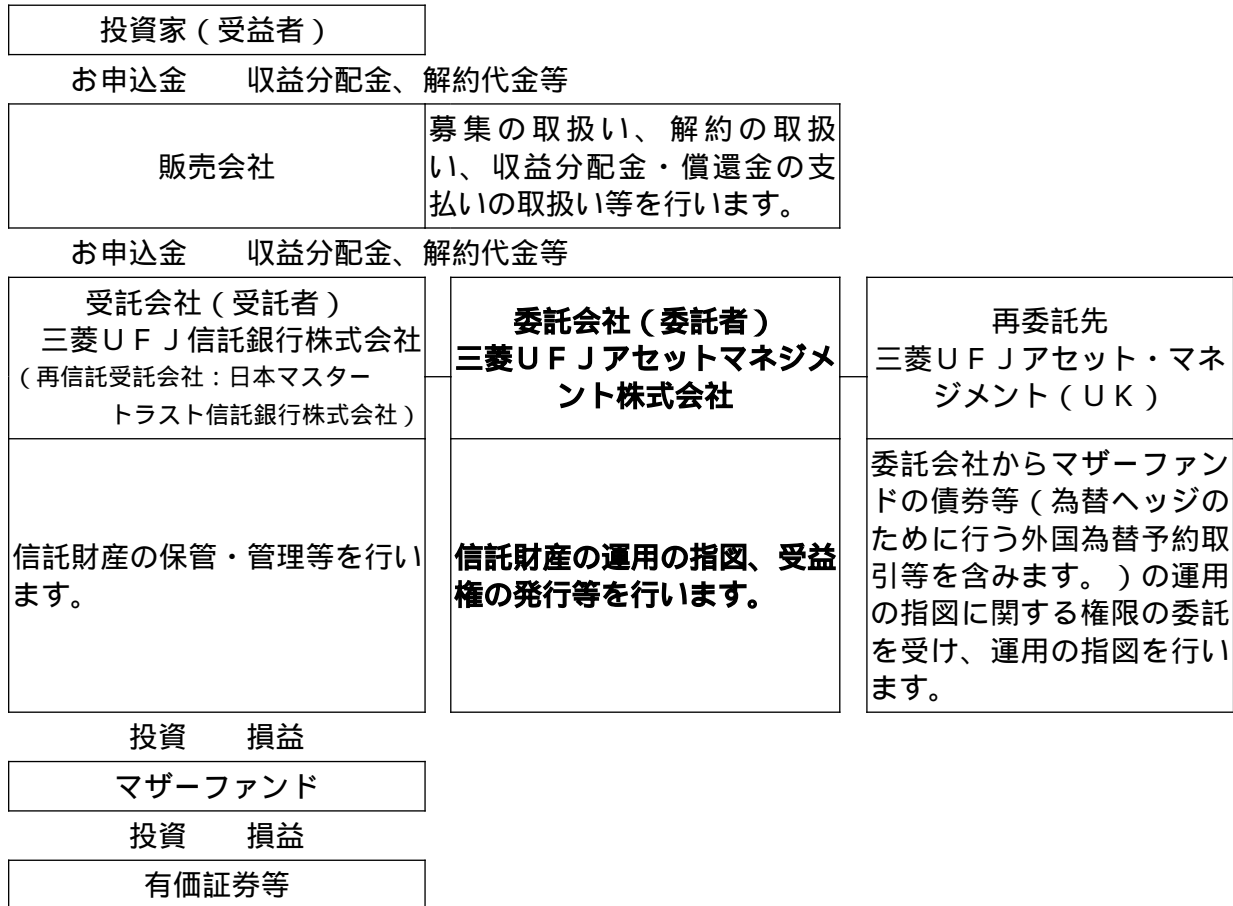 投資家（受益者）
お申込金　　収益分配金、解約代金等
販売会社
募集の取扱い、解約の取扱
い、収益分配金・償還金の支
払いの取扱い等を行います。
お申込金　　収益分配金、解約代金等
受託会社（受託者）
三菱ＵＦＪ信託銀行株式会社
（再信託受託会社：日本マスター
トラスト信託銀行株式会社）
委託会社（委託者）
三菱ＵＦＪアセットマネジメ
ント株式会社
再委託先
三菱ＵＦＪアセット・マネ
ジメント（ＵＫ）
信託財産の保管・管理等を行い
ます。
信託財産の運用の指図、受益
権の発行等を行います。
委託会社からマザーファン
ドの債券等（為替ヘッジの
ために行う外国為替予約取
引等を含みます。）の運用
の指図に関する権限の委託
を受け、運用の指図を行い
ます。
投資　　損益
マザーファンド
投資　　損益
有価証券等